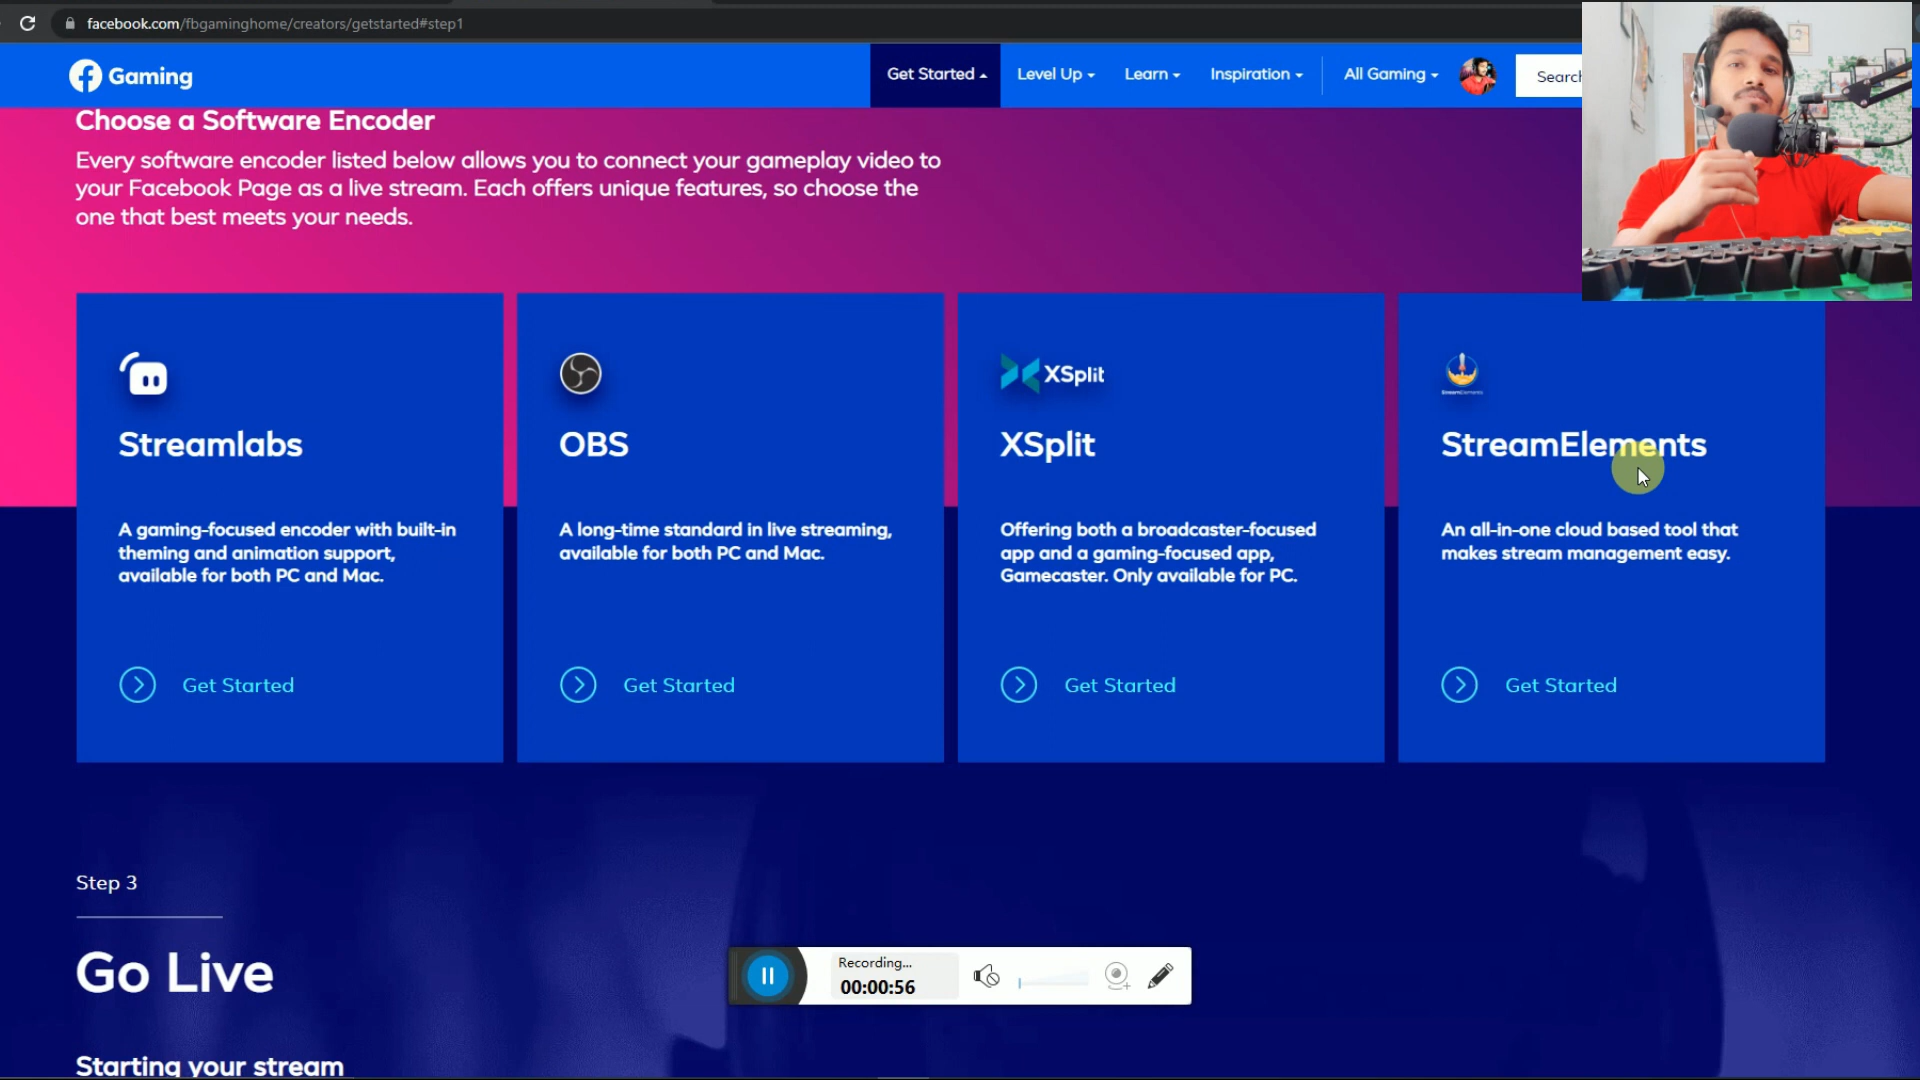 facebook.com/fbgaminghome/creators/getstarted#step1
Gaming
Get Started
Level Up
Learn
Inspiration
All Gaming
Search
Choose a Software Encoder
Every software encoder listed below allows you to connect your gameplay video to
your Facebook Page as a live stream. Each offers unique features, so choose the
one that best meets your needs.
Streamlabs
A gaming-focused encoder with built-in
theming and animation support,
available for both PC and Mac.
Get Started
OBS
A long-time standard in live streaming,
available for both PC and Mac.
Get Started
XSplit
XSplit
Offering both a broadcaster-focused
app and a gaming-focused app,
Gamecaster. Only available for PC.
Get Started
StreamElements
StreamElements
An all-in-one cloud based tool that
makes stream management easy.
Get Started
Step 3
Go Live
Recording...
00:00:56
Starting your stream